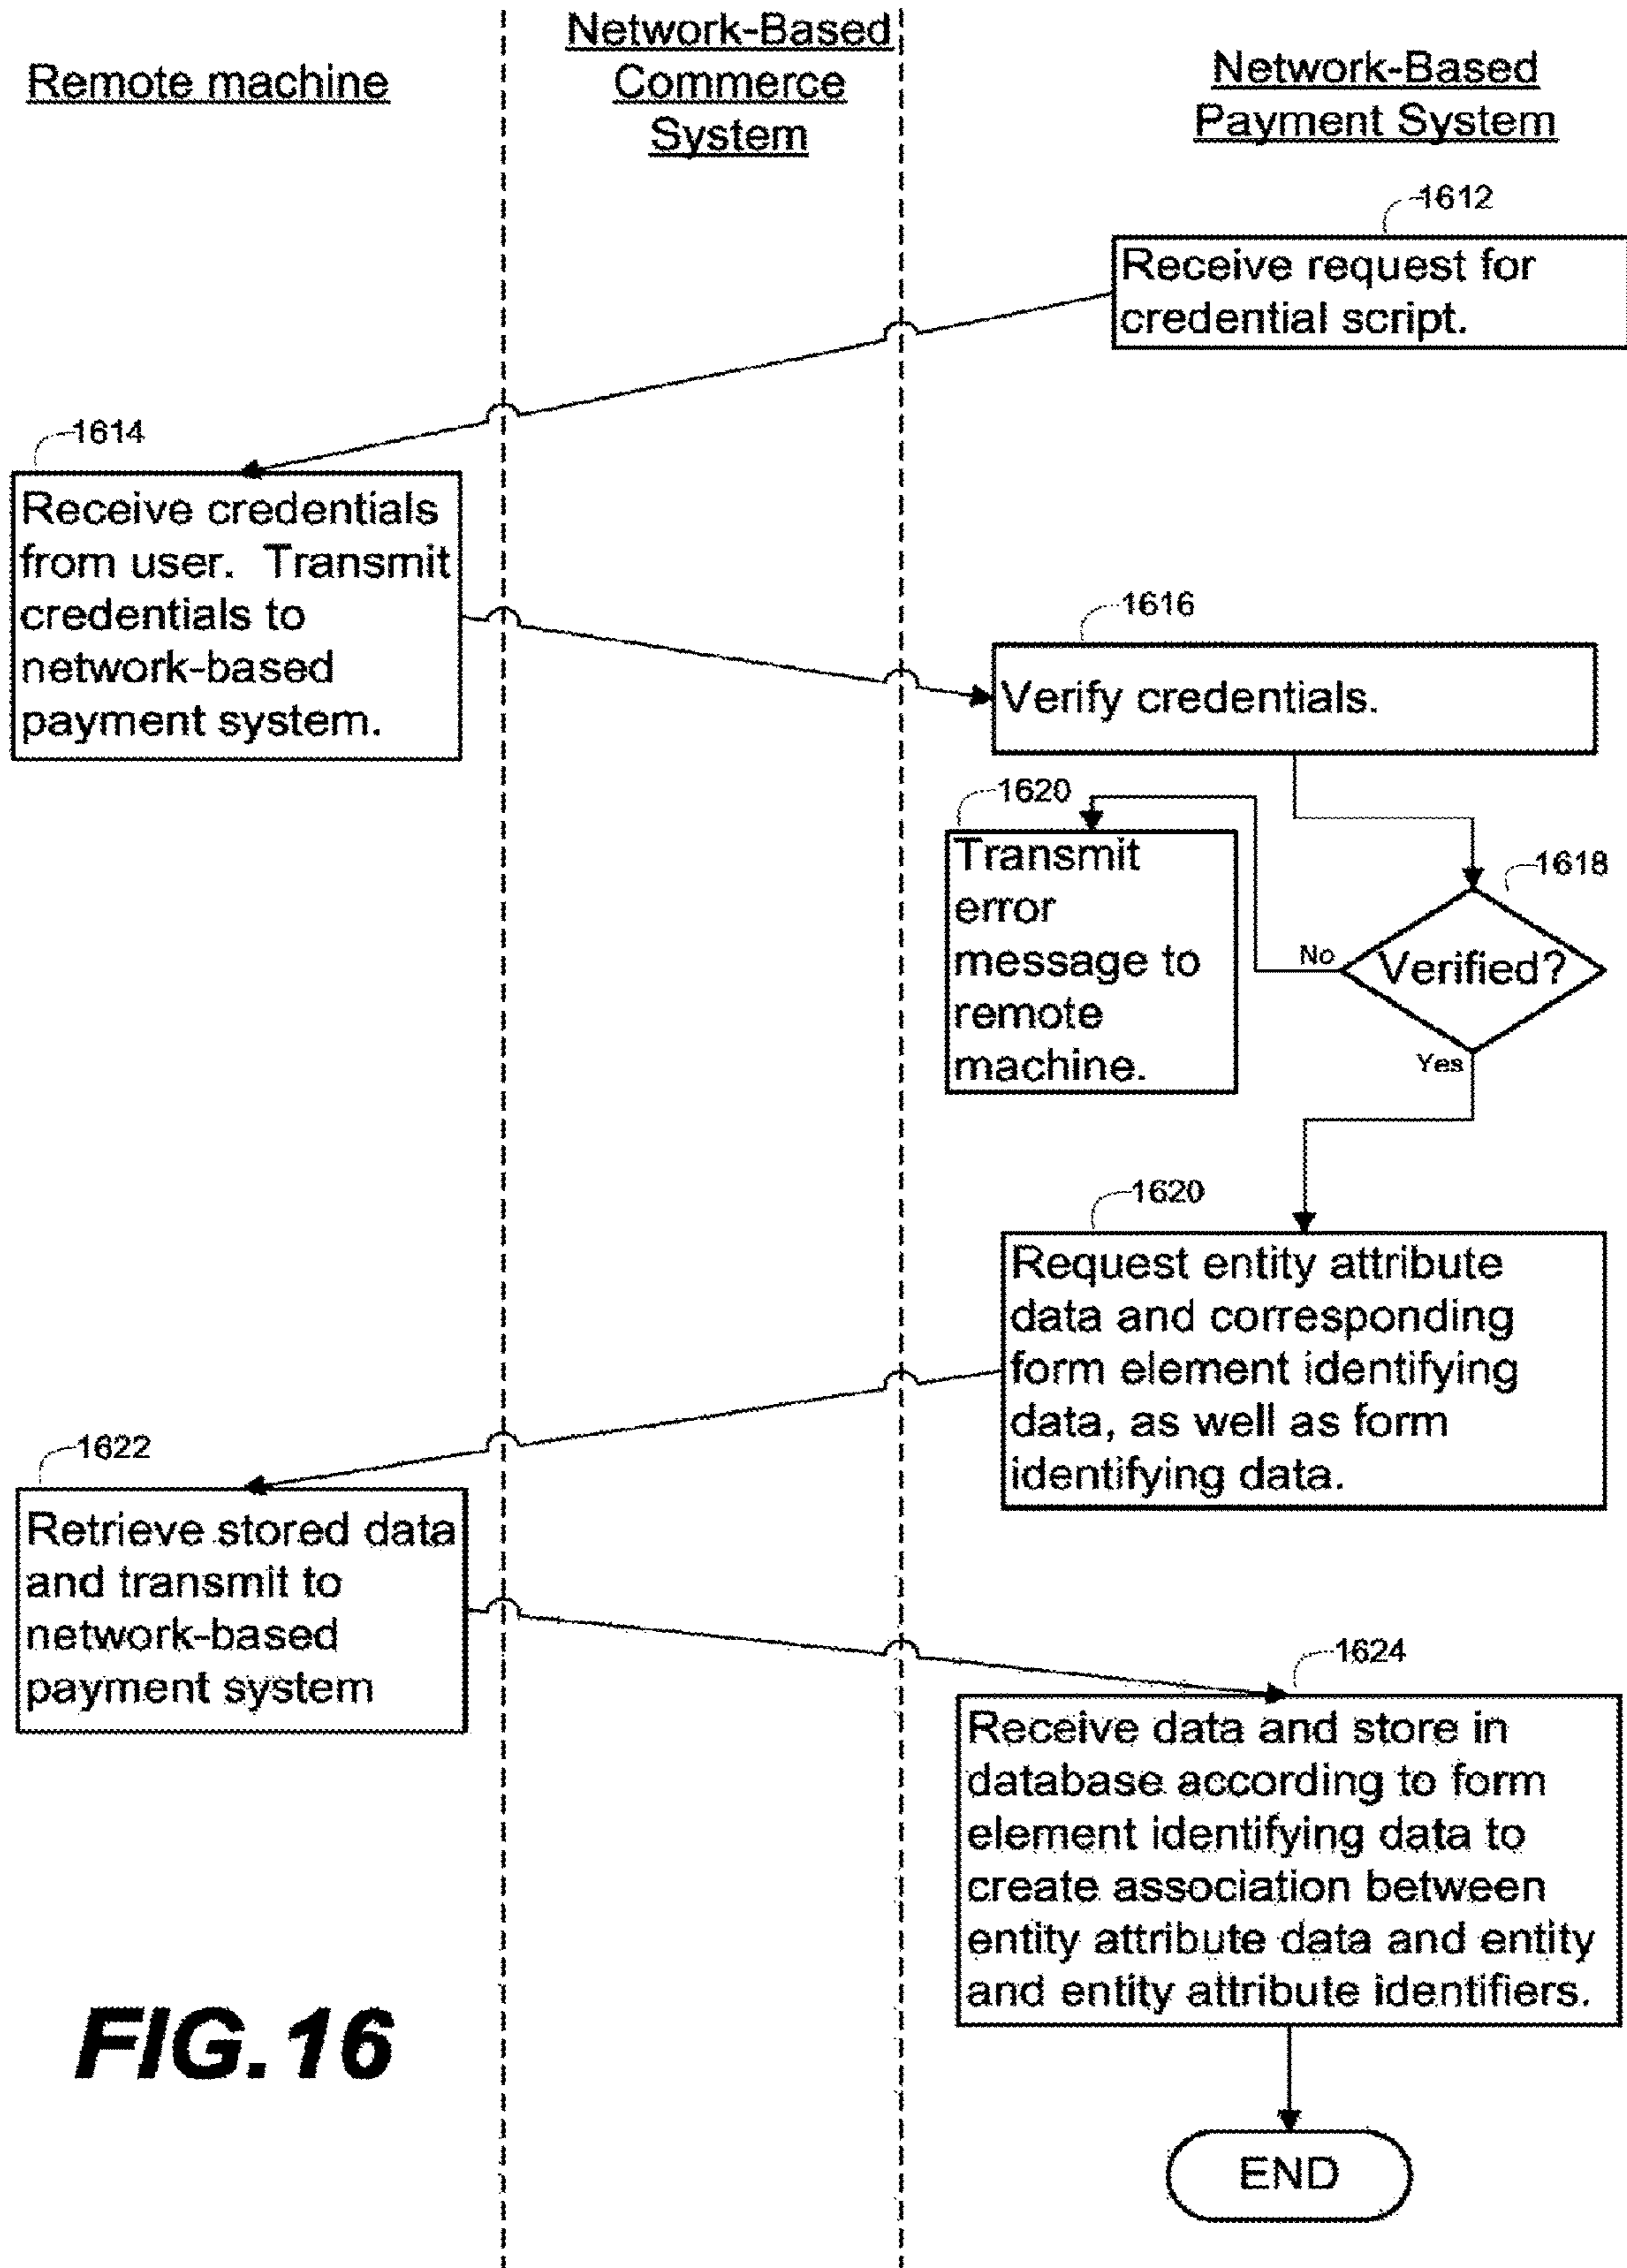 Remote machine
Network-Based
Commerce
System
Network-Based
Payment System
1612
Receive request for
credential script.
1614
Receive credentials
from user. Transmit
credentials to
network-based
payment system.
1616
Verify credentials.
1620
Transmit
error
message to
remote
machine.
1618
Verified?
No
Yes
1620
Request entity attribute
data and corresponding
form element identifying
data, as well as form
identifying data.
1622
Retrieve stored data
and transmit to
network-based
payment system
1624
Receive data and store in
database according to form
element identifying data to
create association between
entity attribute data and entity
and entity attribute identifiers.
END
FIG. 16